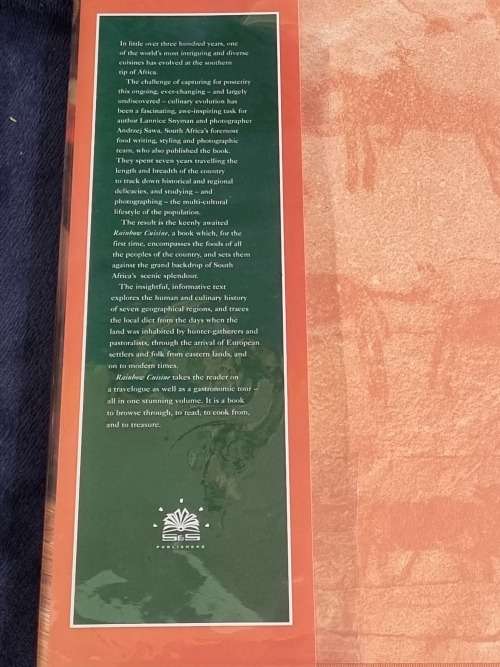 In little over three hundred years, one
of the world's most intriguing and diverse
cuisines has evolved at the southern
tip of Africa.
The challenge of capturing for posterity
this ongoing, ever-changing – and largely
undiscovered – culinary evolution has
been a fascinating, awe-inspiring task for
author Lannice Snyman and photographer
Andrzej Sawa, South Africa's foremost
food writing, styling and photographic
team, who also published the book.
They spent seven years travelling the
length and breadth of the country
to track down historical and regional
delicacies, and studying – and
photographing – the multi-cultural
lifestyle of the population.
The result is the keenly awaited
Rainbow Cuisine, a book which, for the
first time, encompasses the foods of all
the peoples of the country, and sets them
against the grand backdrop of South
Africa's scenic splendour.
The insightful, informative text
explores the human and culinary history
of seven geographical regions, and traces
the local diet from the days when the
land was inhabited by hunter-gatherers and
pastoralists, through the arrival of European
settlers and folk from eastern lands, and
on to modern times.
Rainbow Cuisine takes the reader on
a travelogue as well as a gastronomic tour –
all in one stunning volume. It is a book
to browse through, to read, to cook from,
and to treasure.
S&S
PUBLISHERS